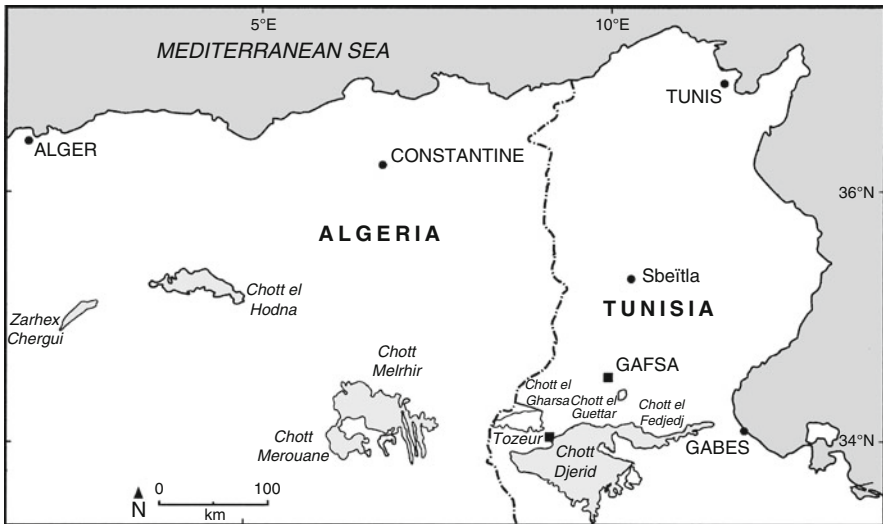 5°E
10°E
MEDITERRANEAN SEA
TUNIS
ALGER
CONSTANTINE
36°N
ALGERIA
Sbeïtla
Chott el
Hodna
TUNISIA
Zarhex
Chergui
Chott
Melrhir
GAFSA
Chott el
Gharsa
Chott el
Guettar
Chott el
Fedjedj
Chott
Merouane
Tozeur
GABES
34°N
Chott
Djerid
0
100
N
km